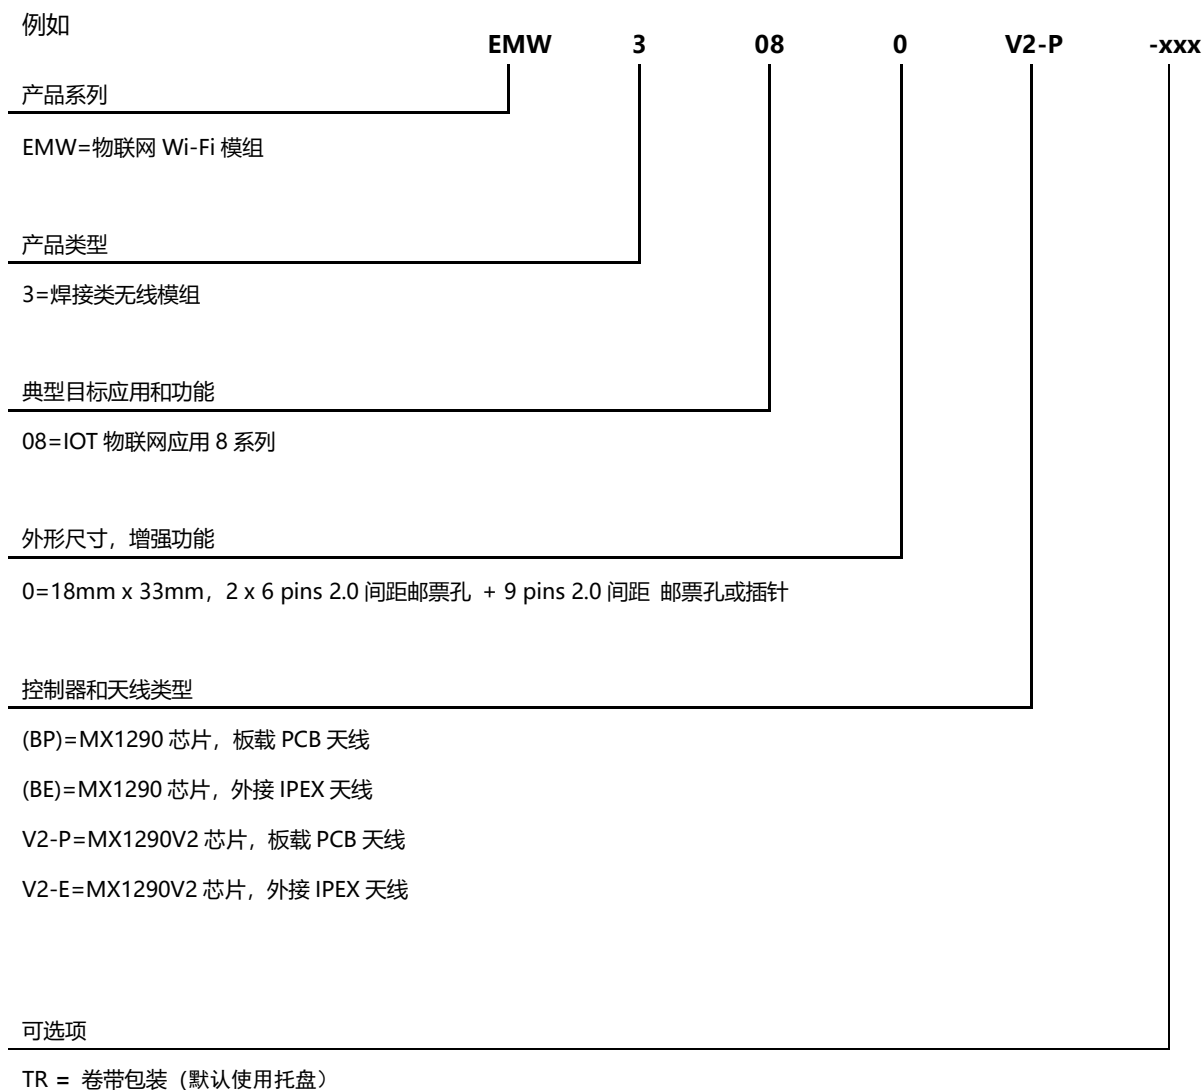 例如
EMW 3 08 0 V2-P -xxx
产品系列
EMW=物联网 Wi-Fi 模组
产品类型
3=焊接类无线模组
典型目标应用和功能
08=IOT 物联网应用 8 系列
外形尺寸，增强功能
0=18mm x 33mm，2 x 6 pins 2.0 间距邮票孔 + 9 pins 2.0 间距 邮票孔或插针
控制器和天线类型
(BP)=MX1290 芯片，板载 PCB 天线
(BE)=MX1290 芯片，外接 IPEX 天线
V2-P=MX1290V2 芯片，板载 PCB 天线
V2-E=MX1290V2 芯片，外接 IPEX 天线
可选项
TR = 卷带包装（默认使用托盘）